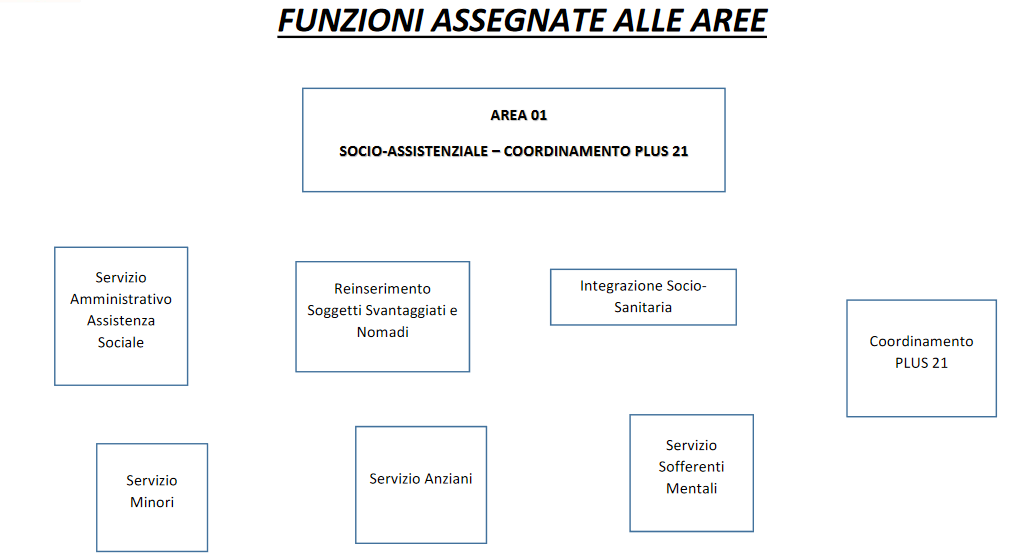 FUNZIONI ASSEGNATE ALLE AREE
AREA 01
SOCIO-ASSISTENZIALE – COORDINAMENTO PLUS 21
Servizio
Amministrativo
Assistenza
Sociale
Reinserimento
Soggetti Svantaggiati e
Nomadi
Integrazione Socio-
Sanitaria
Coordinamento
PLUS 21
Servizio
Minori
Servizio Anziani
Servizio
Sofferenti
Mentali